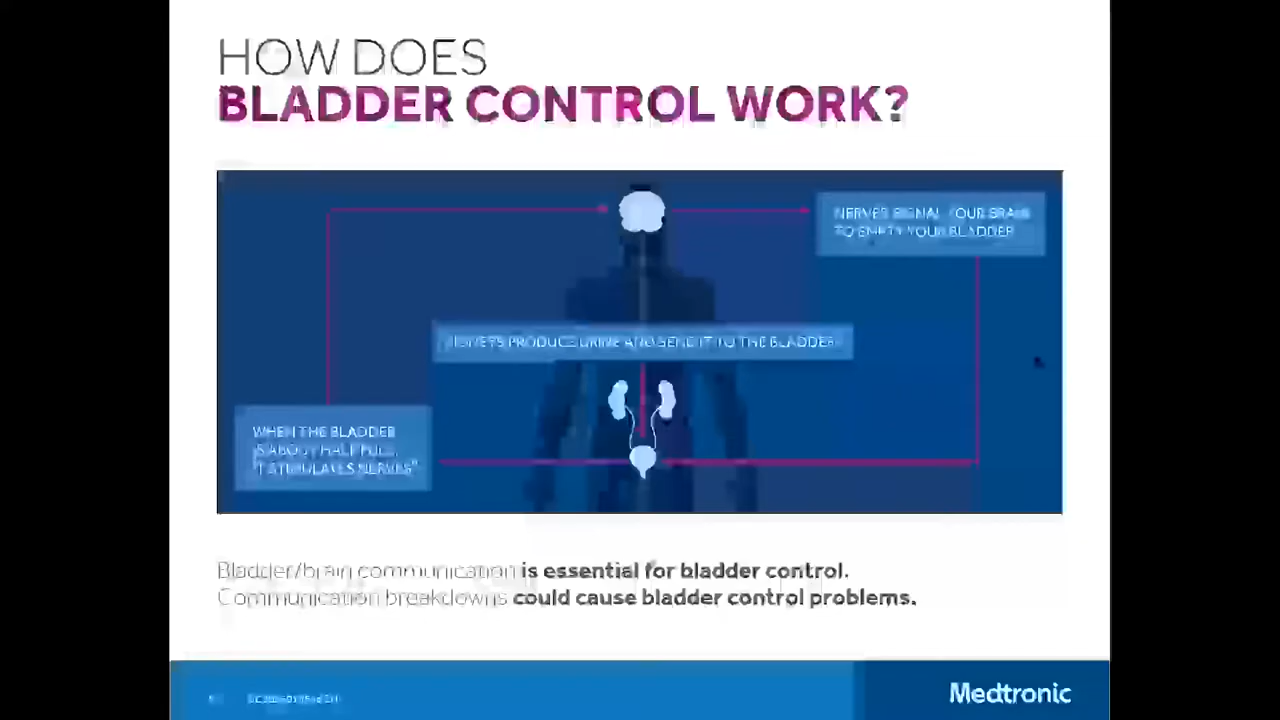 HOW DOES
BLADDER CONTROL WORK?
NERVES SIGNAL YOUR BRAIN
TO EMPTY YOUR BLADDER
KIDNEYS PRODUCE URINE AND SEND IT TO THE BLADDER
WHEN THE BLADDER
IS ABOUT HALF FULL,
IT STIMULATES NERVES
Bladder/brain communication is essential for bladder control.
Communication breakdowns could cause bladder control problems.
Medtronic